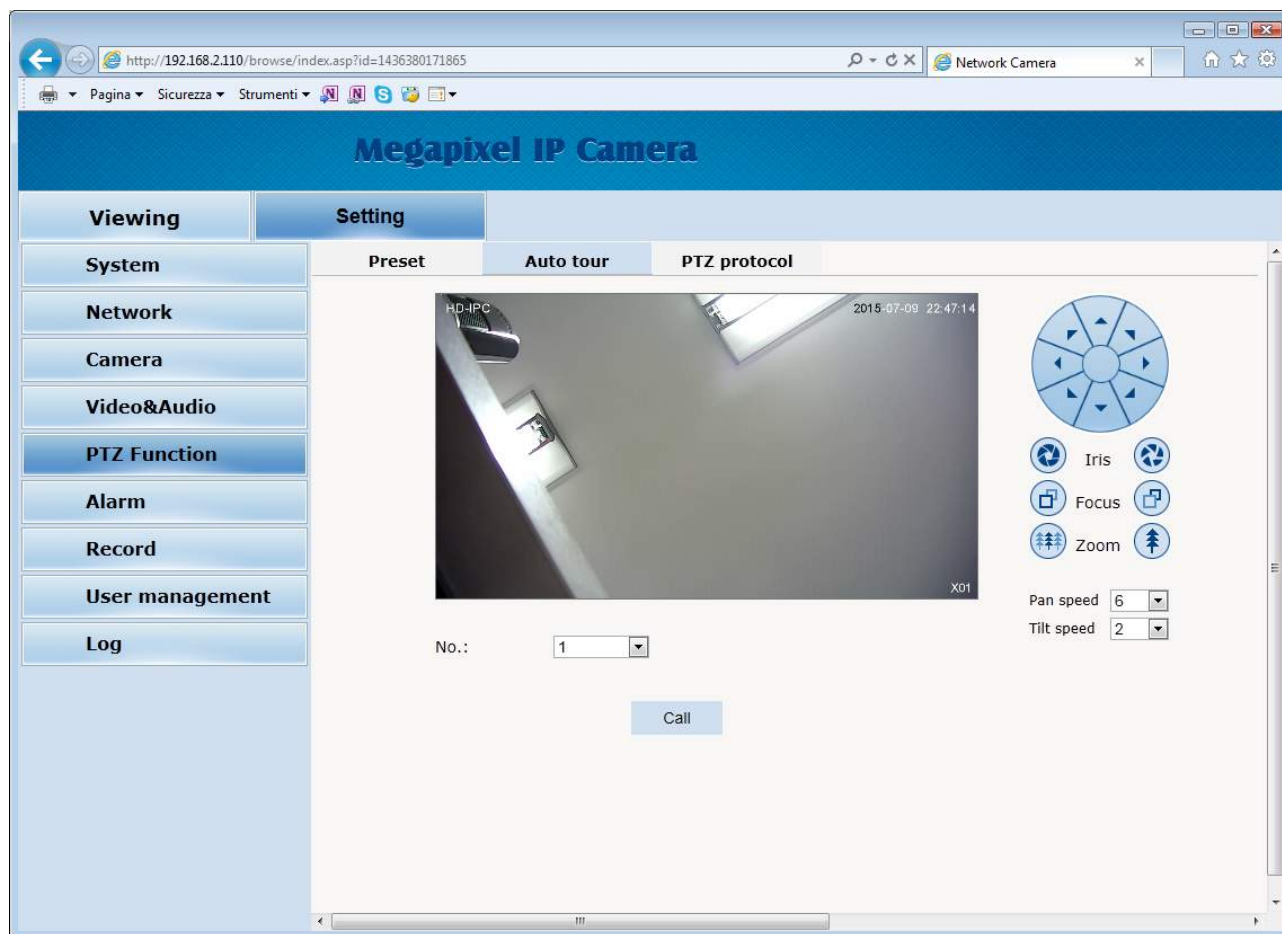 http://192.168.2.110/browse/index.asp?id=1436380171865
Network Camera
Pagina Sicurezza Strumenti
Megapixel IP Camera
Viewing Setting
System
Network
Camera
Video&Audio
PTZ Function
Alarm
Record
User management
Log
Preset Auto tour PTZ protocol
HD-IPC 2015-07-09 22:47:14
X01
Iris
Focus
Zoom
Pan speed 6
Tilt speed 2
No.: 1
Call